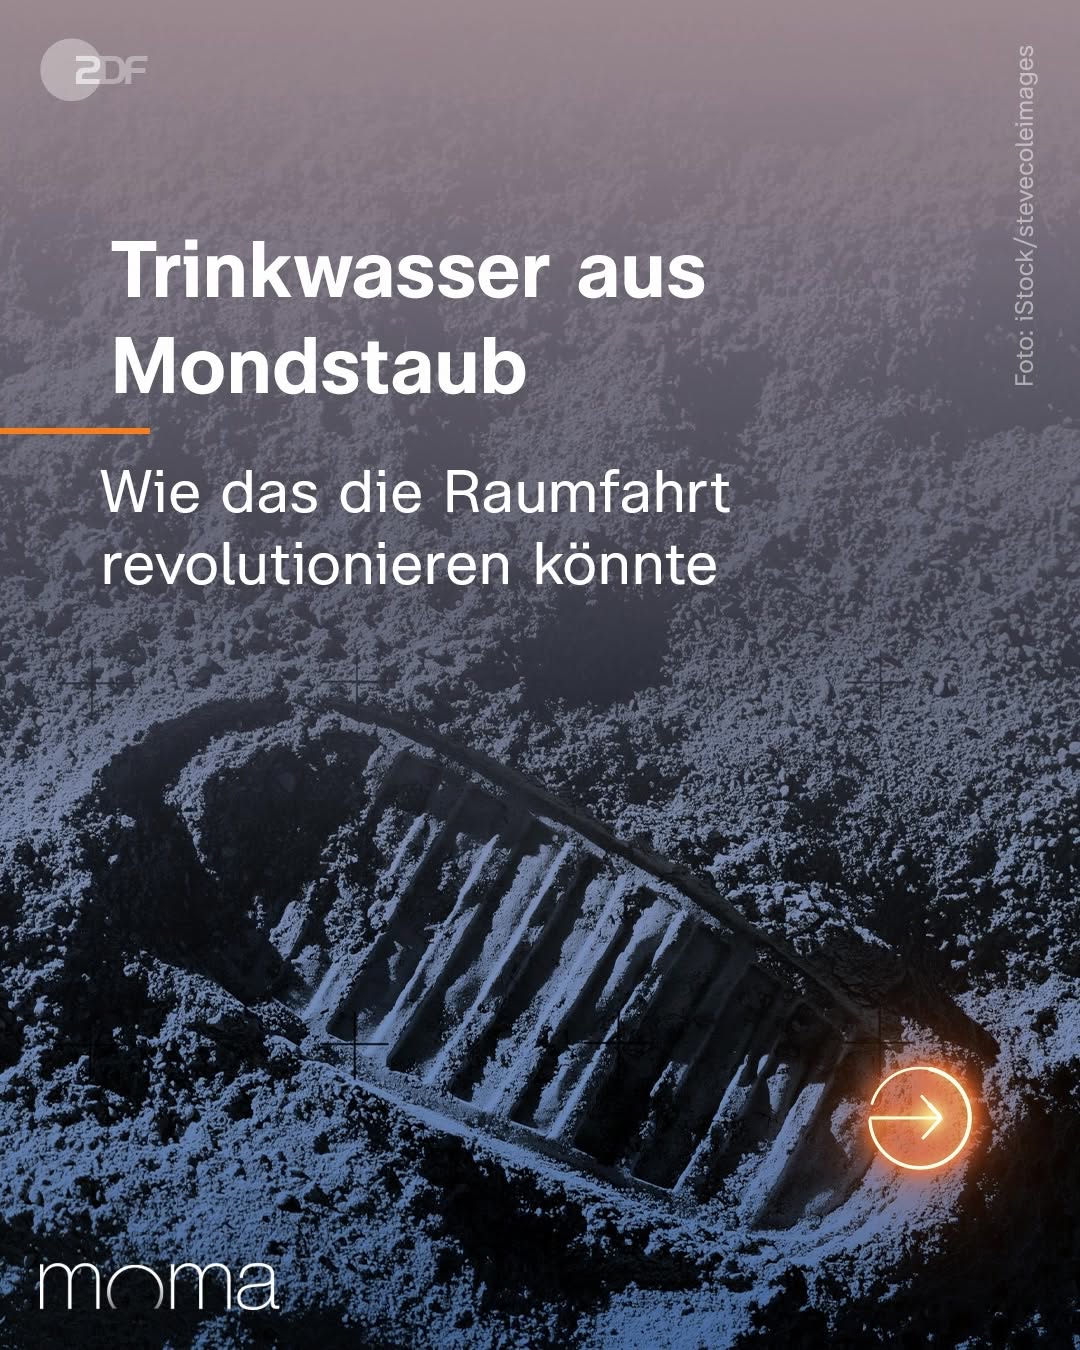 ZDF
Foto: iStock/stevecoleimages
Trinkwasser aus
Mondstaub
Wie das die Raumfahrt
revolutionieren könnte
moma